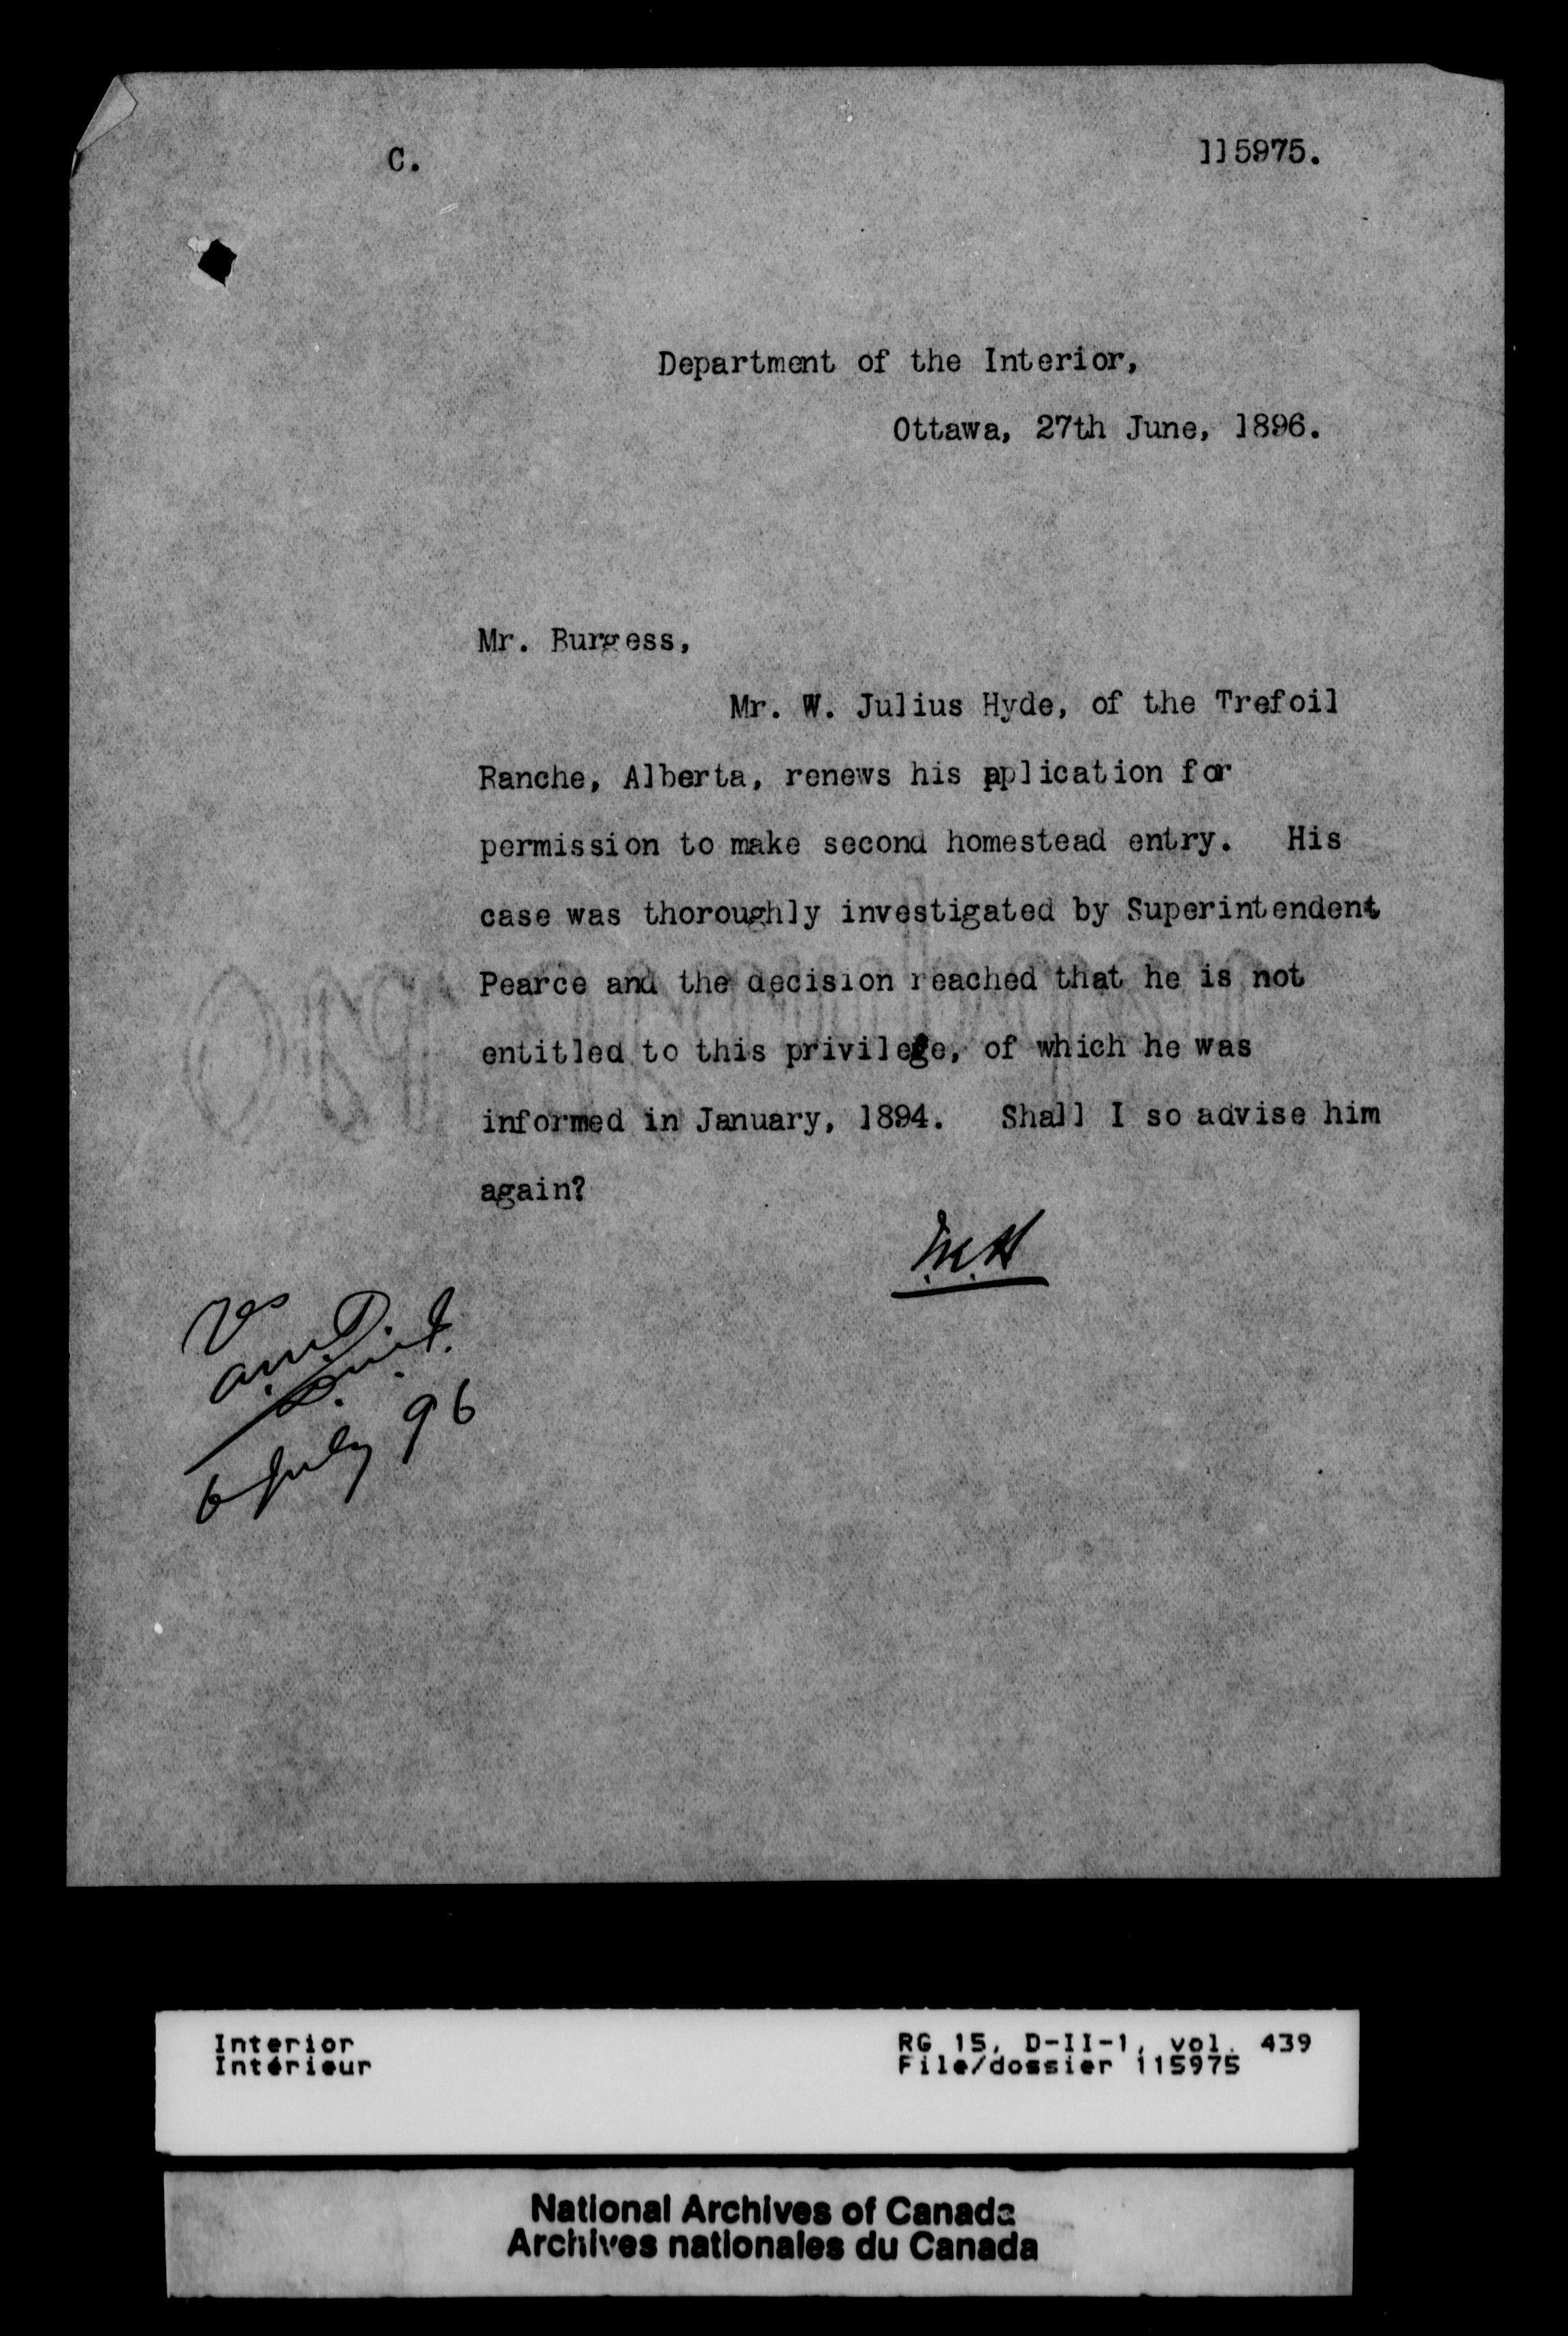 C.
115975.
Department of the Interior,
Ottawa, 27th June, 1896.
Mr. Burgess,
Mr. W. Julius Hyde, of the Trefoil
Ranche, Alberta, renews his aplication for
permission to make second homestead entry. His
case was thoroughly investigated by Superintendent
Pearce and the decision reached that he is not
entitled to this privilege, of which he was
informed in January, 1894. Shall I so advise him
again?
Yes
6 July 96
Interior
Intérieur
RG 15, D-II-1, vol. 439
File/dossier 115975
National Archives of Canada
Archives nationales du Canada